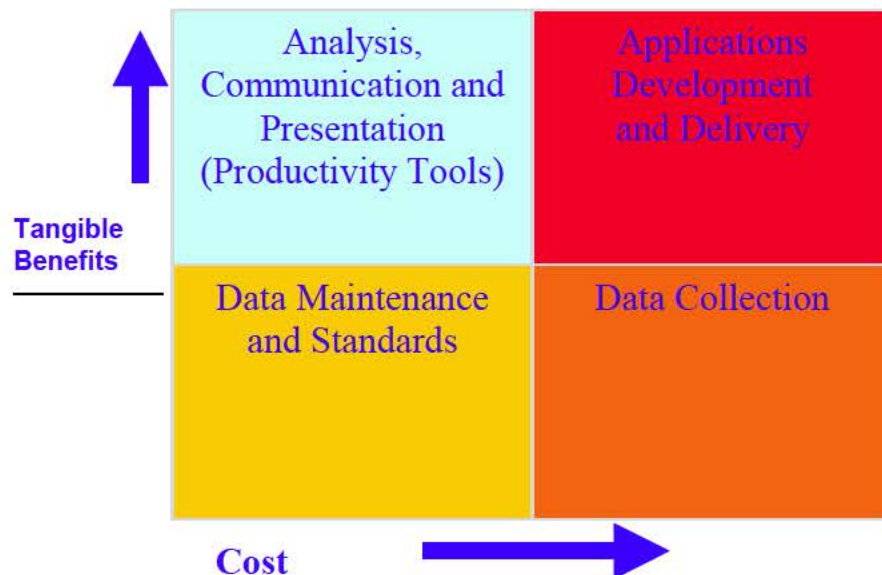 Analysis,
Communication and
Presentation
(Productivity Tools)
Applications
Development
and Delivery
Tangible
Benefits
Data Maintenance
and Standards
Data Collection
Cost